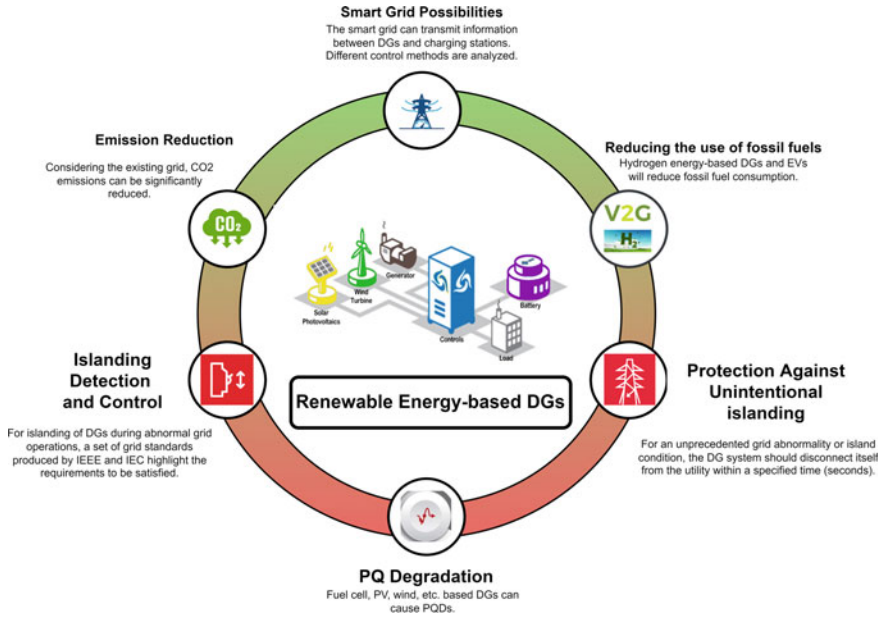 Smart Grid Possibilities
The smart grid can transmit information
between DGs and charging stations.
Different control methods are analyzed.
Emission Reduction
Considering the existing grid, CO2
emissions can be significantly
reduced.
Reducing the use of fossil fuels
Hydrogen energy-based DGs and EVs
will reduce fossil fuel consumption.
CO₂
V2G
H₂
Generator
Wind
Turbine
Solar
Photovoltaics
Battery
Controls
Load
Renewable Energy-based DGs
Islanding
Detection
and Control
For islanding of DGs during abnormal grid
operations, a set of grid standards
produced by IEEE and IEC highlight the
requirements to be satisfied.
Protection Against
Unintentional
islanding
For an unprecedented grid abnormality or island
condition, the DG system should disconnect itself
from the utility within a specified time (seconds).
PQ Degradation
Fuel cell, PV, wind, etc. based DGs can
cause PQDs.